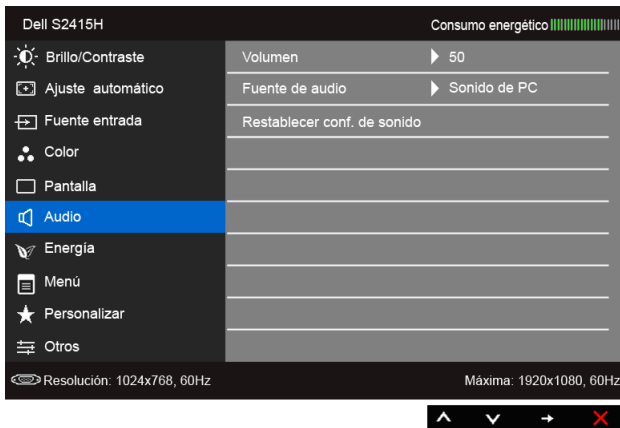 Dell S2415H Consumo energético
Brillo/Contraste Volumen 50
Ajuste automático Fuente de audio Sonido de PC
Fuente entrada Restablecer conf. de sonido
Color
Pantalla
Audio
Energía
Menú
Personalizar
Otros
Resolución: 1024x768, 60Hz Máxima: 1920x1080, 60Hz